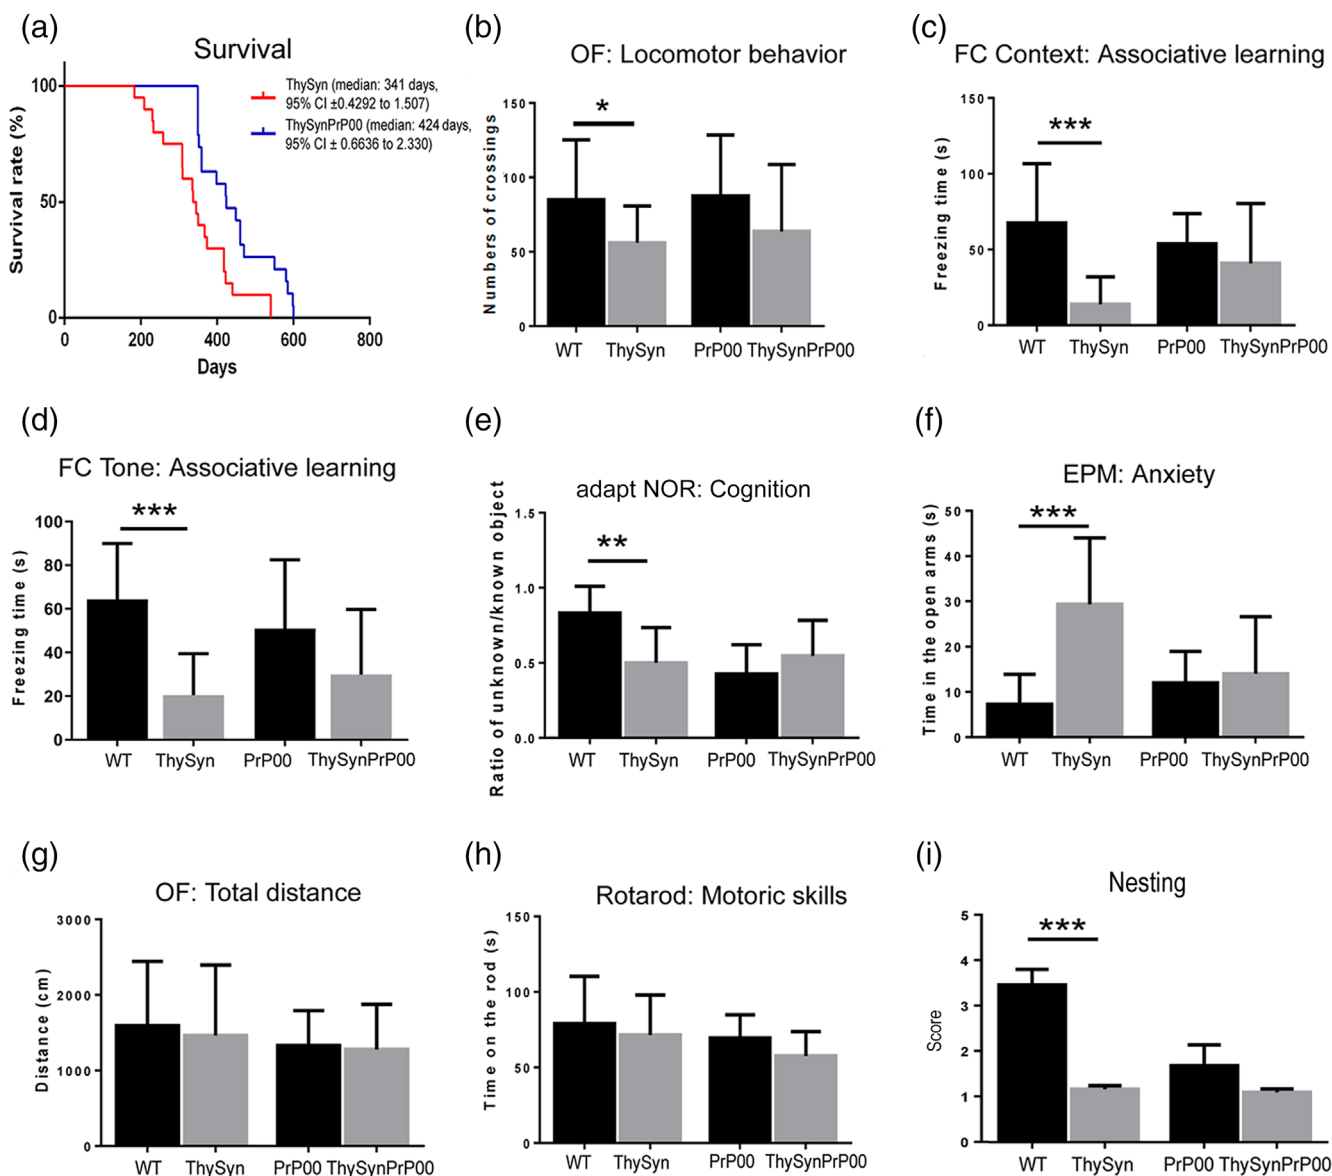 (a)
Survival
Survival rate (%)
100
50
0
0 200 400 600 800
Days
ThySyn (median: 341 days,
95% CI ±0.4292 to 1.507)
ThySynPrP00 (median: 424 days,
95% CI ± 0.6636 to 2.330)
(b)
OF: Locomotor behavior
Numbers of crossings
150
100
50
0
*
WT ThySyn PrP00 ThySynPrP00
(c)
FC Context: Associative learning
Freezing time (s)
150
100
50
0
***
WT ThySyn PrP00 ThySynPrP00
(d)
FC Tone: Associative learning
Freezing time (s)
100
80
60
40
20
0
***
WT ThySyn PrP00 ThySynPrP00
(e)
adapt NOR: Cognition
Ratio of unknown/known object
1.5
1.0
0.5
0.0
**
WT ThySyn PrP00 ThySynPrP00
(f)
EPM: Anxiety
Time in the open arms (s)
50
40
30
20
10
0
***
WT ThySyn PrP00 ThySynPrP00
(g)
OF: Total distance
Distance (cm)
3000
2000
1000
0
WT ThySyn PrP00 ThySynPrP00
(h)
Rotarod: Motoric skills
Time on the rod (s)
150
100
50
0
WT ThySyn PrP00 ThySynPrP00
(i)
Nesting
Score
5
4
3
2
1
0
***
WT ThySyn PrP00 ThySynPrP00